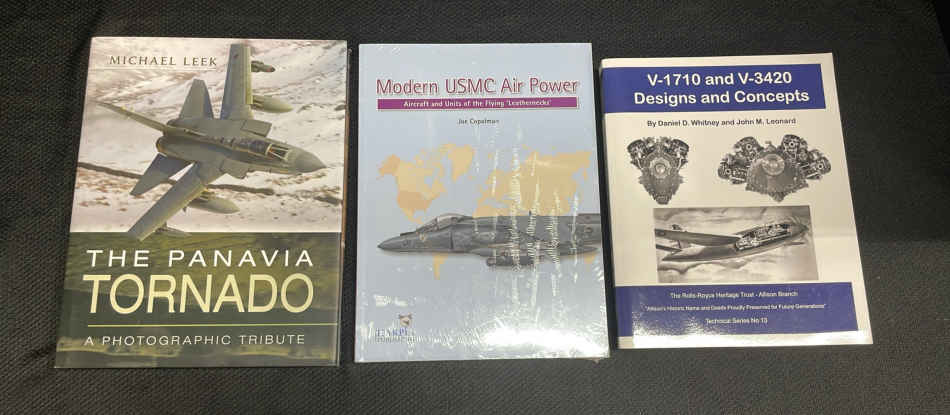 MICHAEL LEEK
THE PANAVIA
TORNADO
A PHOTOGRAPHIC TRIBUTE
Modern USMC Air Power
Aircraft and Units of the Flying 'Leathernecks'
Joe Copalman
HARPIA
V-1710 and V-3420
Designs and Concepts
By Daniel D. Whitney and John M. Leonard
The Rolls-Royce Heritage Trust - Allison Branch
"Allison's Historic Name and Deeds Proudly Preserved for Future Generations"
Technical Series No 13